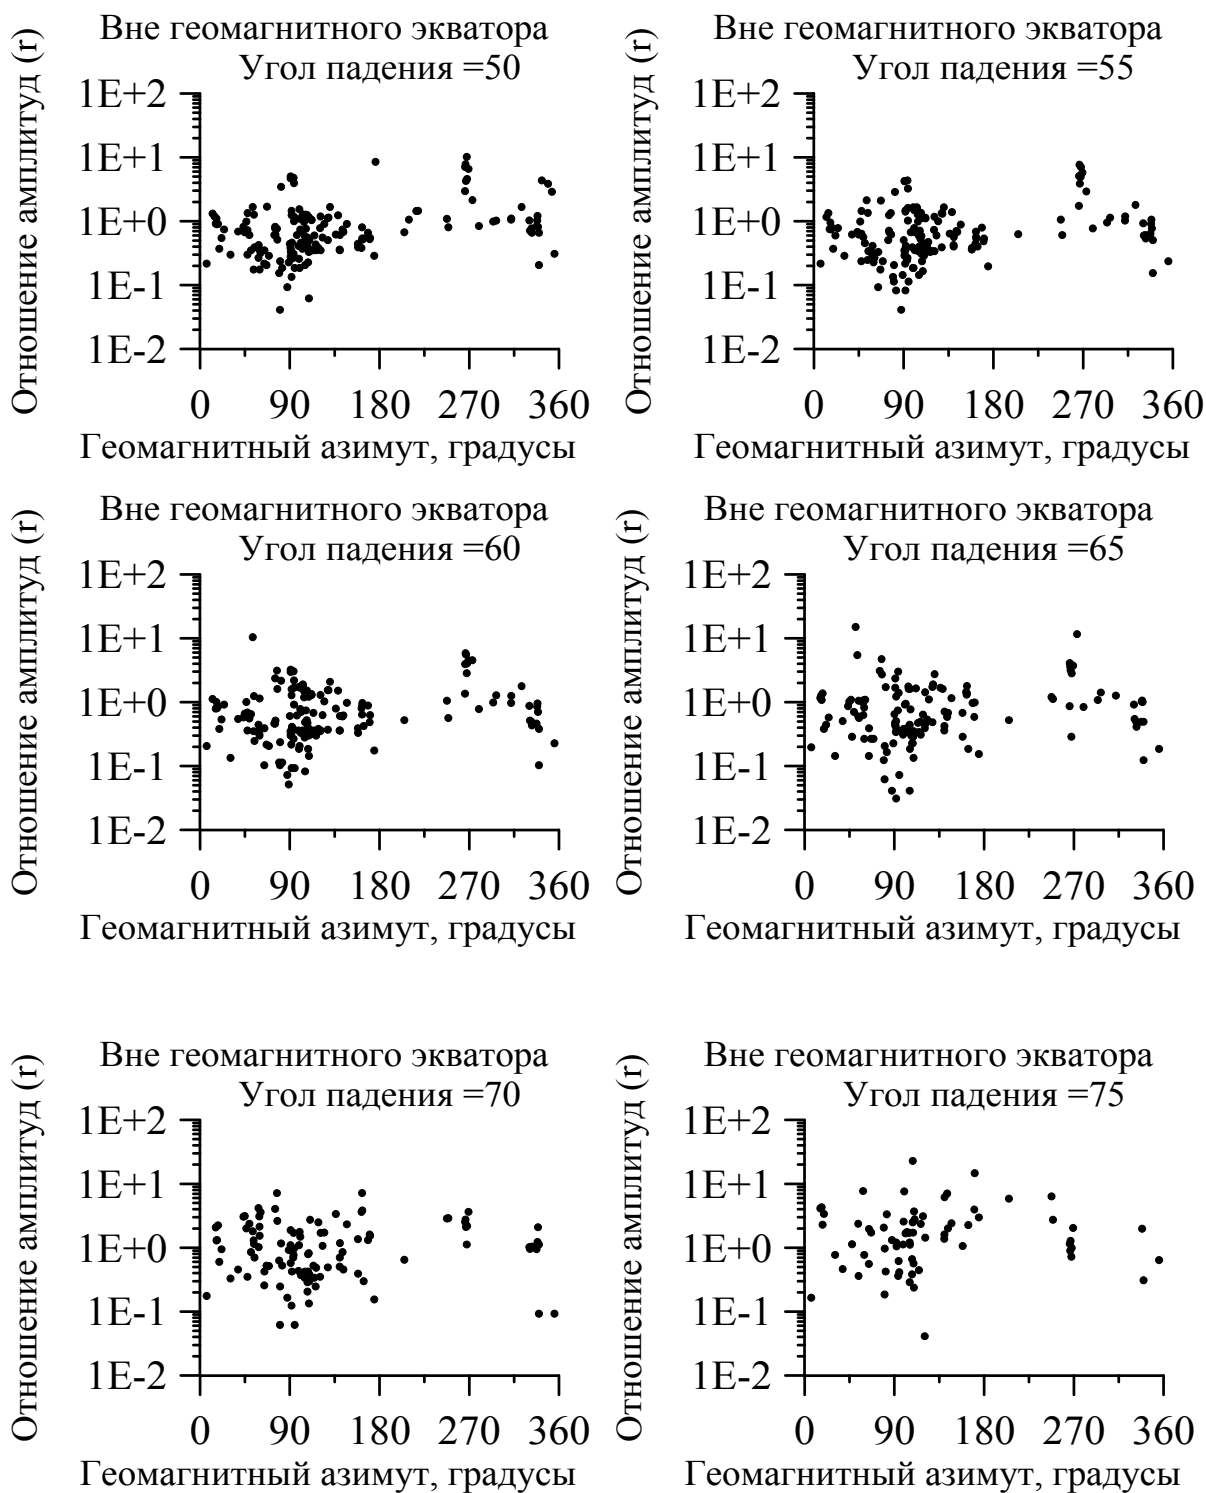 Вне геомагнитного экватора
Угол падения =50
Отношение амплитуд (r)
1E+2
1E+1
1E+0
1E-1
1E-2
0 90 180 270 360
Геомагнитный азимут, градусы
Вне геомагнитного экватора
Угол падения =55
Отношение амплитуд (r)
1E+2
1E+1
1E+0
1E-1
1E-2
0 90 180 270 360
Геомагнитный азимут, градусы
Вне геомагнитного экватора
Угол падения =60
Отношение амплитуд (r)
1E+2
1E+1
1E+0
1E-1
1E-2
0 90 180 270 360
Геомагнитный азимут, градусы
Вне геомагнитного экватора
Угол падения =65
Отношение амплитуд (r)
1E+2
1E+1
1E+0
1E-1
1E-2
0 90 180 270 360
Геомагнитный азимут, градусы
Вне геомагнитного экватора
Угол падения =70
Отношение амплитуд (r)
1E+2
1E+1
1E+0
1E-1
1E-2
0 90 180 270 360
Геомагнитный азимут, градусы
Вне геомагнитного экватора
Угол падения =75
Отношение амплитуд (r)
1E+2
1E+1
1E+0
1E-1
1E-2
0 90 180 270 360
Геомагнитный азимут, градусы